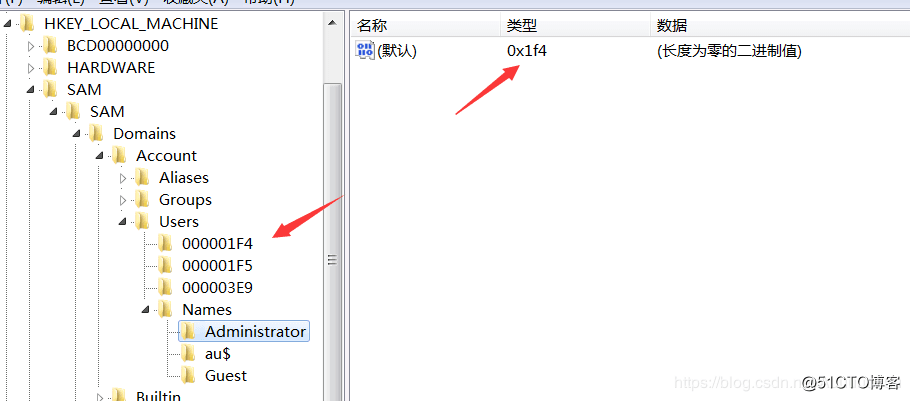 HKEY_LOCAL_MACHINE
BCD00000000
HARDWARE
SAM
SAM
Domains
Account
Aliases
Groups
Users
000001F4
000001F5
000003E9
Names
Administrator
au$
Guest
Builtin
名称 类型 数据
(默认) 0x1f4 (长度为零的二进制值)
https://blog.csdn.n
@51CTO博客